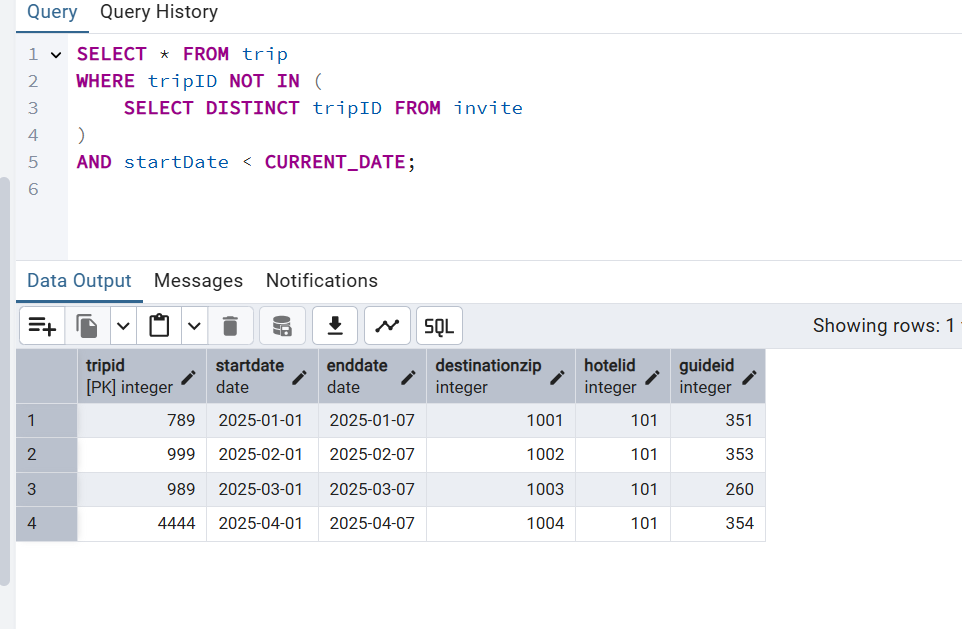 Query Query History
1 SELECT * FROM trip
2 WHERE tripID NOT IN (
3 SELECT DISTINCT tripID FROM invite
4 )
5 AND startDate < CURRENT_DATE;
6
Data Output Messages Notifications
SQL Showing rows: 1
tripid startdate enddate destinationzip hotelid guideid
[PK] integer date date integer integer integer
1 789 2025-01-01 2025-01-07 1001 101 351
2 999 2025-02-01 2025-02-07 1002 101 353
3 989 2025-03-01 2025-03-07 1003 101 260
4 4444 2025-04-01 2025-04-07 1004 101 354